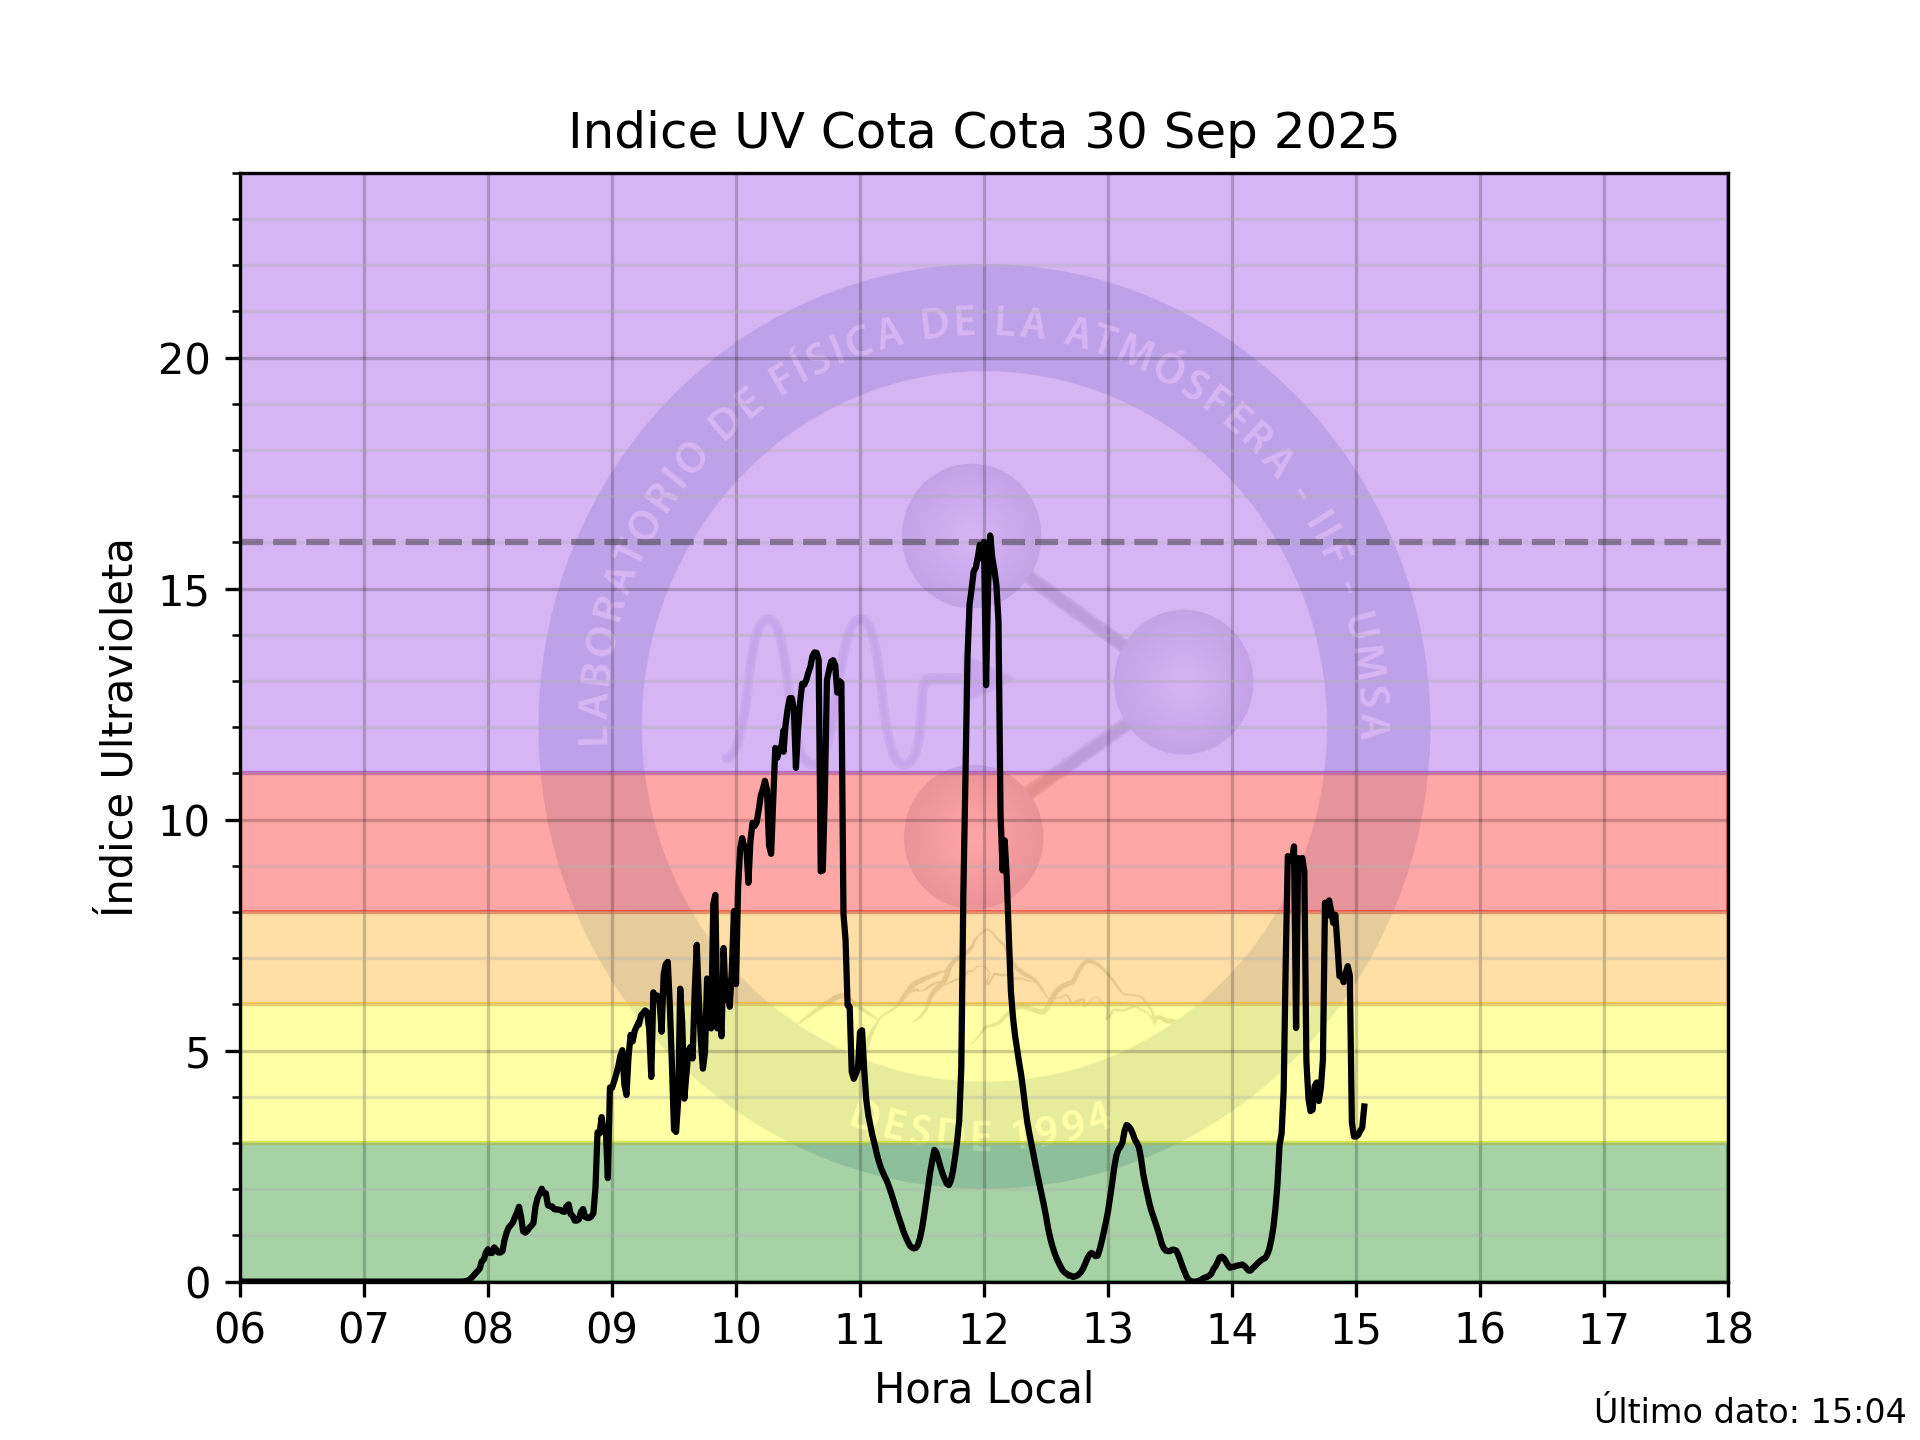 Indice UV Cota Cota 30 Sep 2025
LABORATORIO DE FÍSICA DE LA ATMÓSFERA - IIF - UMSA
DESDE 1994
Índice Ultravioleta
20
15
10
5
0
06 07 08 09 10 11 12 13 14 15 16 17 18
Hora Local
Último dato: 15:04